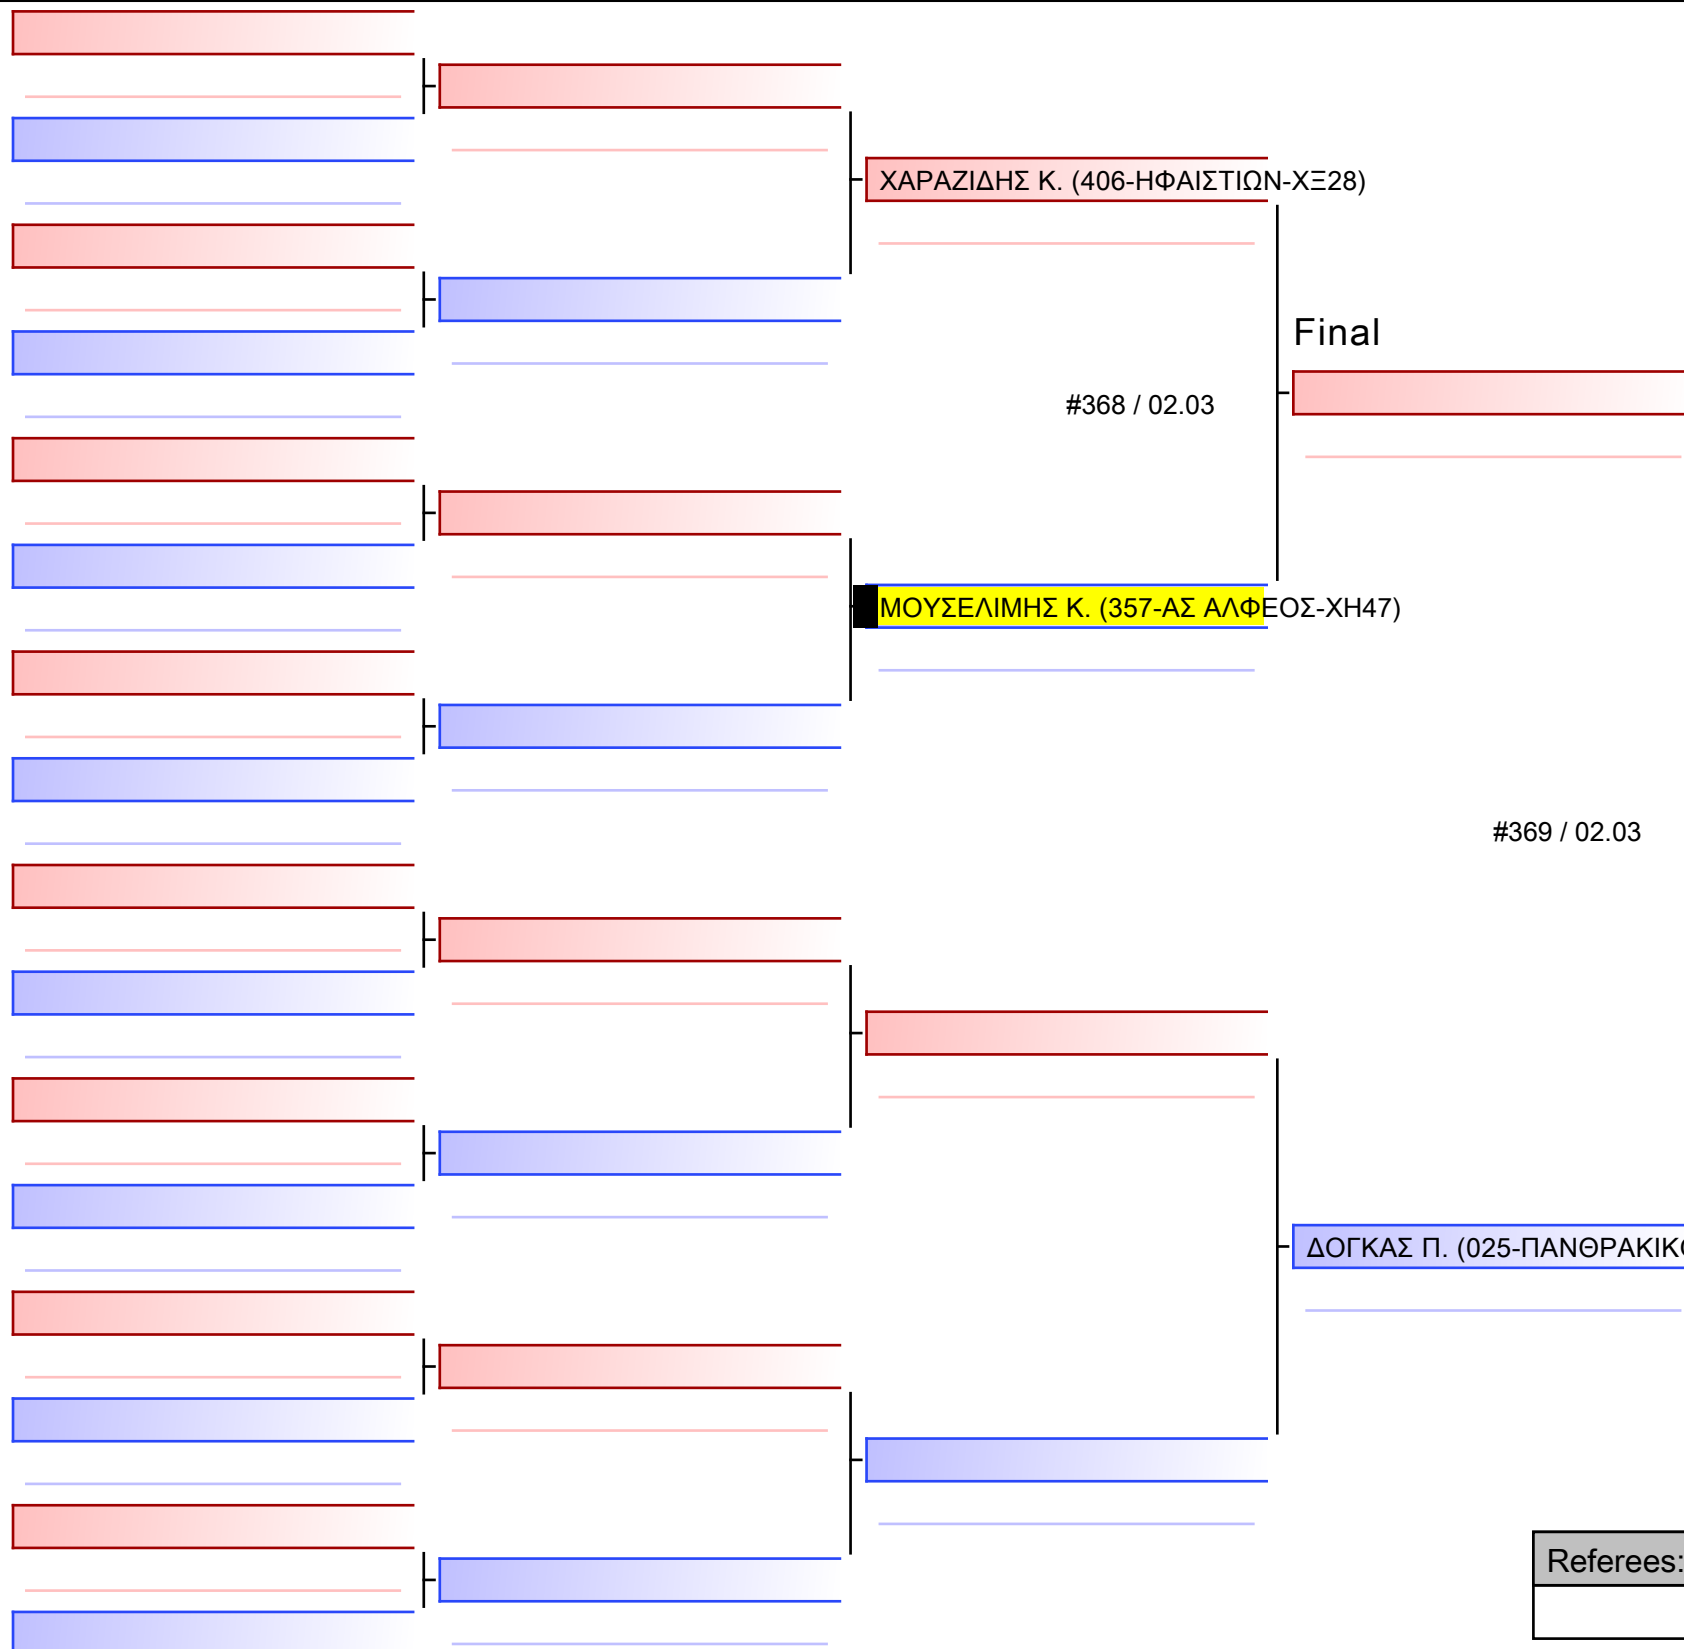 ΧΑΡΑΖΙΔΗΣ Κ. (406-ΗΦΑΙΣΤΙΩΝ-ΧΞ28)
Final
#368 / 02.03
ΜΟΥΣΕΛΙΜΗΣ Κ. (357-ΑΣ ΑΛΦΕΟΣ-ΧΗ47)
#369 / 02.03
ΔΟΓΚΑΣ Π. (025-ΠΑΝΘΡΑΚΙΚ
Referees: